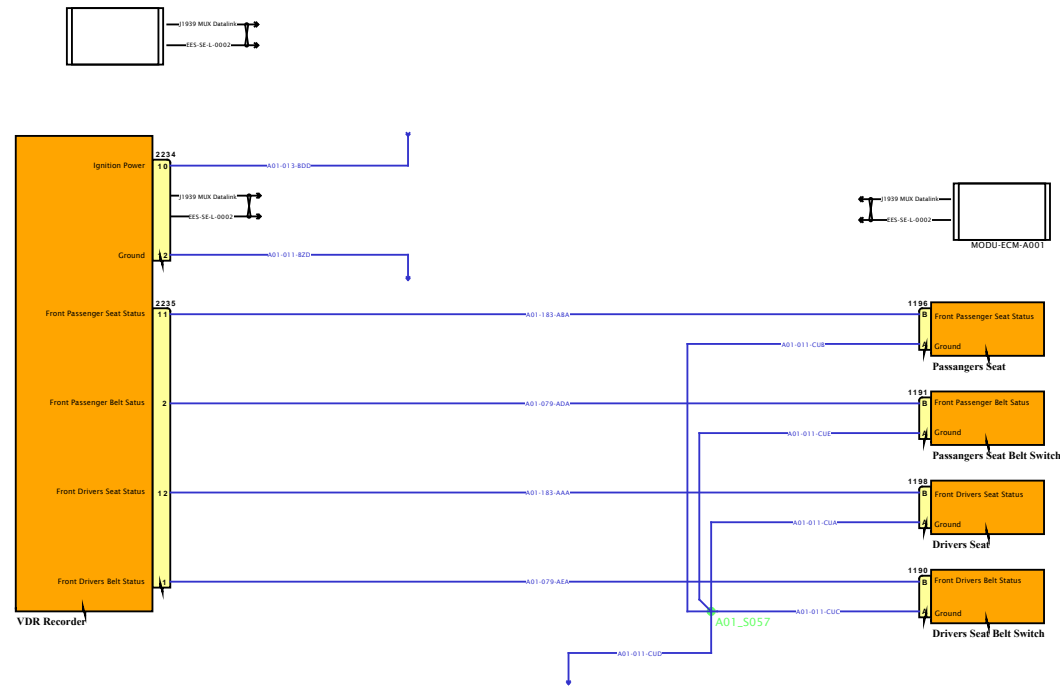 J1939 MUX Datalink
EES-SE-L-0002
2234
Ignition Power
10
A01-013-BDD
J1939 MUX Datalink
EES-SE-L-0002
J1939 MUX Datalink
EES-SE-L-0002
MODU-ECM-A001
Ground
12
A01-011-BZD
2235
1196
Front Passenger Seat Status
11
A01-183-ABA
B
Front Passenger Seat Status
A01-011-CUB
A
Ground
Passangers Seat
1191
Front Passenger Belt Satus
2
A01-079-ADA
B
Front Passenger Belt Status
A01-011-CUE
A
Ground
Passangers Seat Belt Switch
1198
Front Drivers Seat Status
12
A01-183-AAA
B
Front Drivers Seat Status
A01-011-CUA
A
Ground
Drivers Seat
1190
Front Drivers Belt Status
1
A01-079-AEA
B
Front Drivers Belt Status
A01-011-CUC
A
Ground
VDR Recorder
A01_S057
Drivers Seat Belt Switch
A01-011-CUD